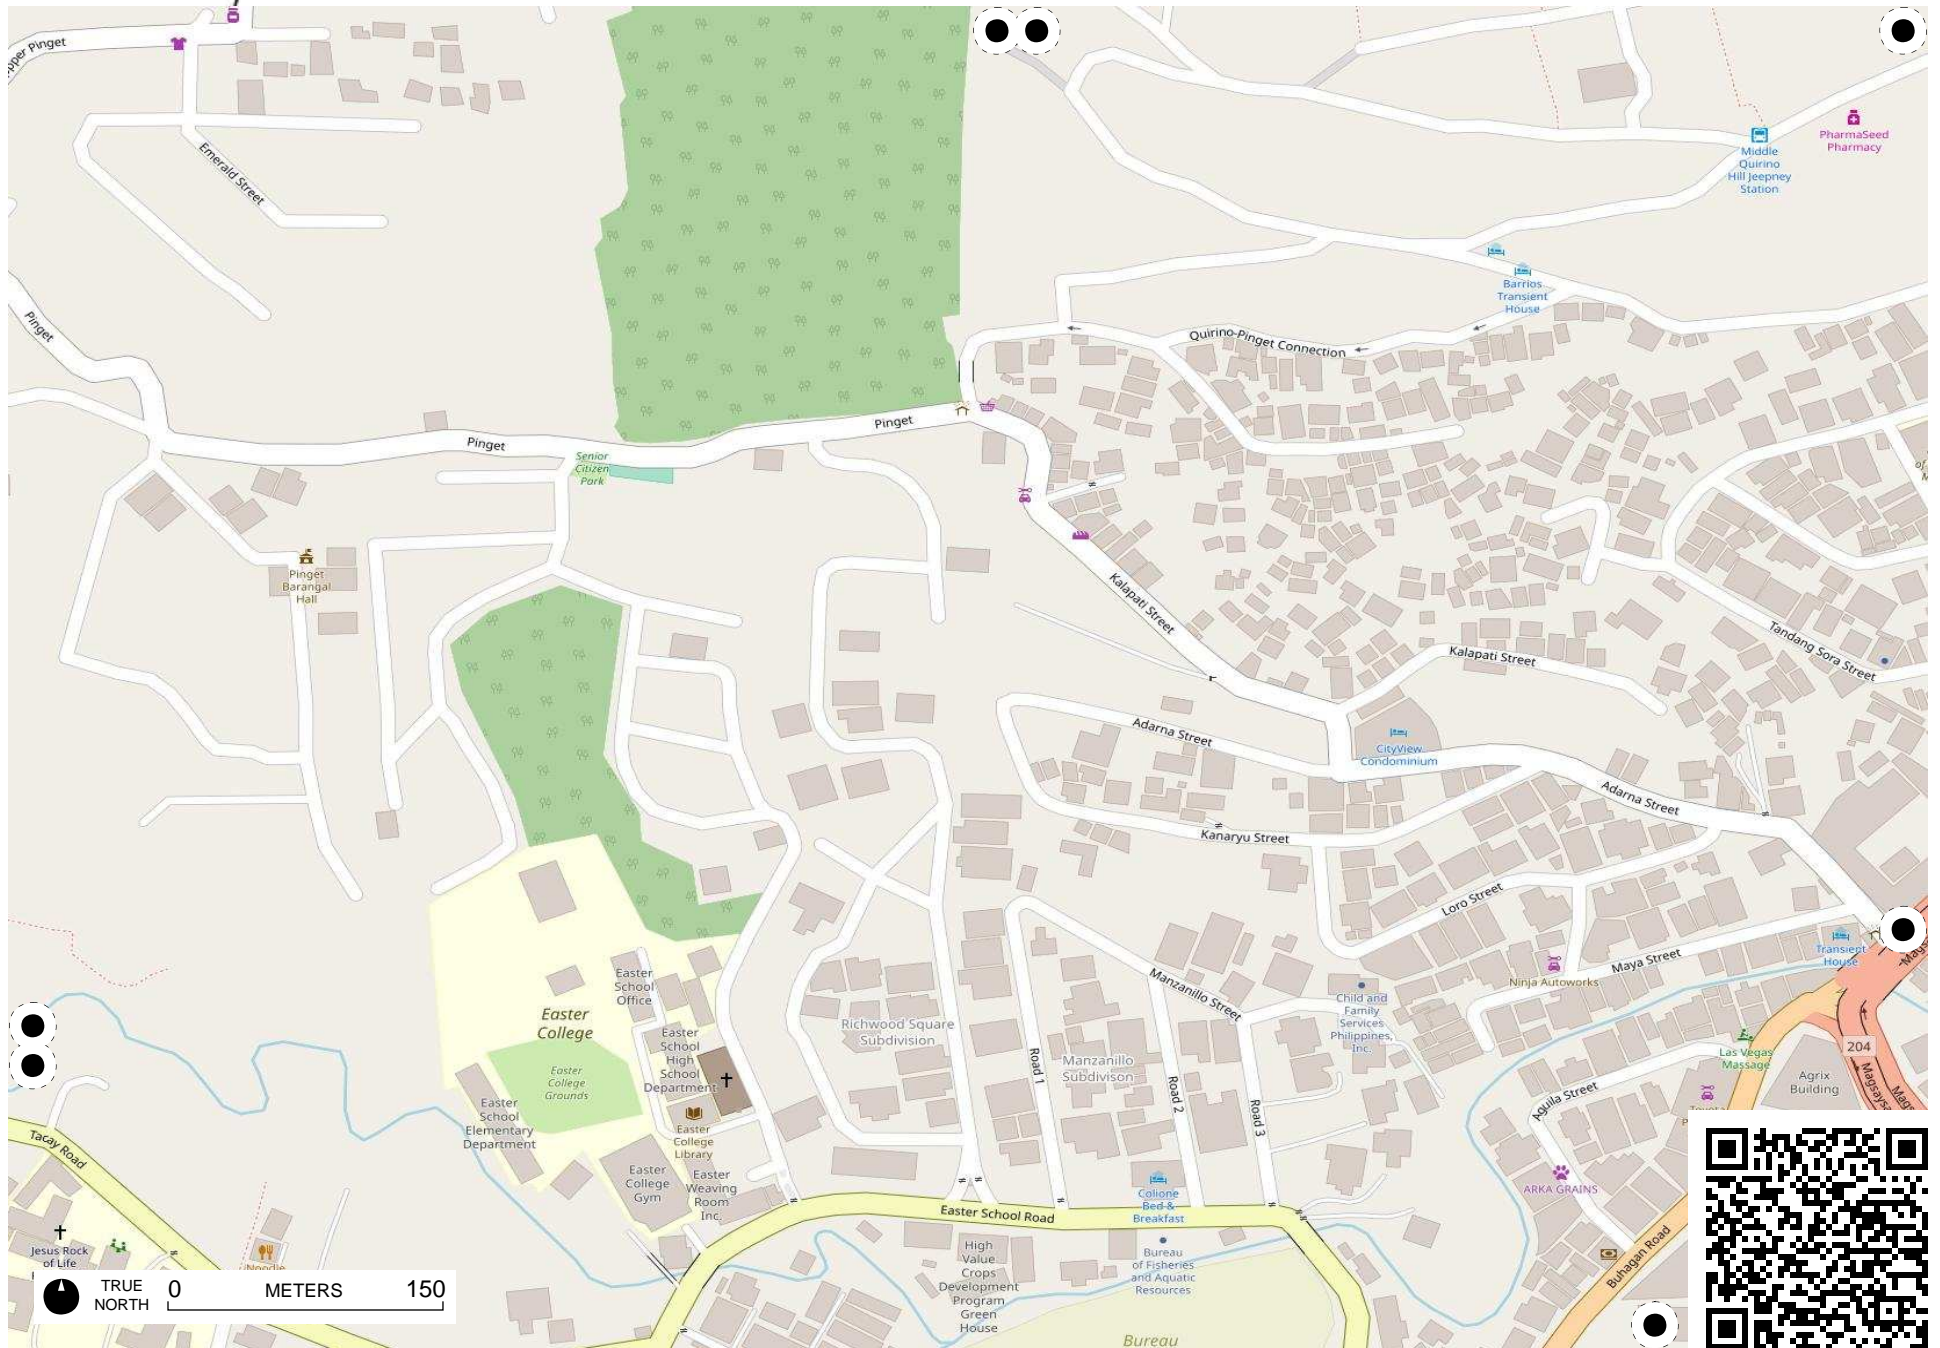 pper Pinget
Emerald Street
Pinget
Pinget
Senior
Citizen
Park
Pinget
Pinget
Barangal
Hall
PharmaSeed
Pharmacy
Middle
Quirino
Hill Jeepney
Station
Barrios
Transient
House
Quirino-Pinget Connection
Kalapati Street
Kalapati Street
Tandang Sora Street
Adarna Street
CityView
Condominium
Adarna Street
Kanaryu Street
Loro Street
Maya Street
Transient
House
Ninja Autoworks
Manzanillo Street
Child and
Family
Services
Philippines,
Inc.
Easter
School
Office
Easter
College
Easter
School
High
School
Department
Easter
College
Grounds
Easter
School
Elementary
Department
Easter
College
Library
Easter
College
Gym
Easter
Weaving
Room
Inc.
Richwood Square
Subdivision
Manzanillo
Subdivison
Road 1
Road 2
Road 3
Las Vegas
Massage
204
Agrix
Building
Magsaysa
Mags
Mags
Aguila Street
ARKA GRAINS
Buhagan Road
Tacay Road
Jesus Rock
of Life
Noodle
Easter School Road
Colione
Bed &
Breakfast
High
Value
Crops
Development
Program
Green
House
Bureau
of Fisheries
and Aquatic
Resources
Bureau
TRUE
NORTH
0 METERS 150